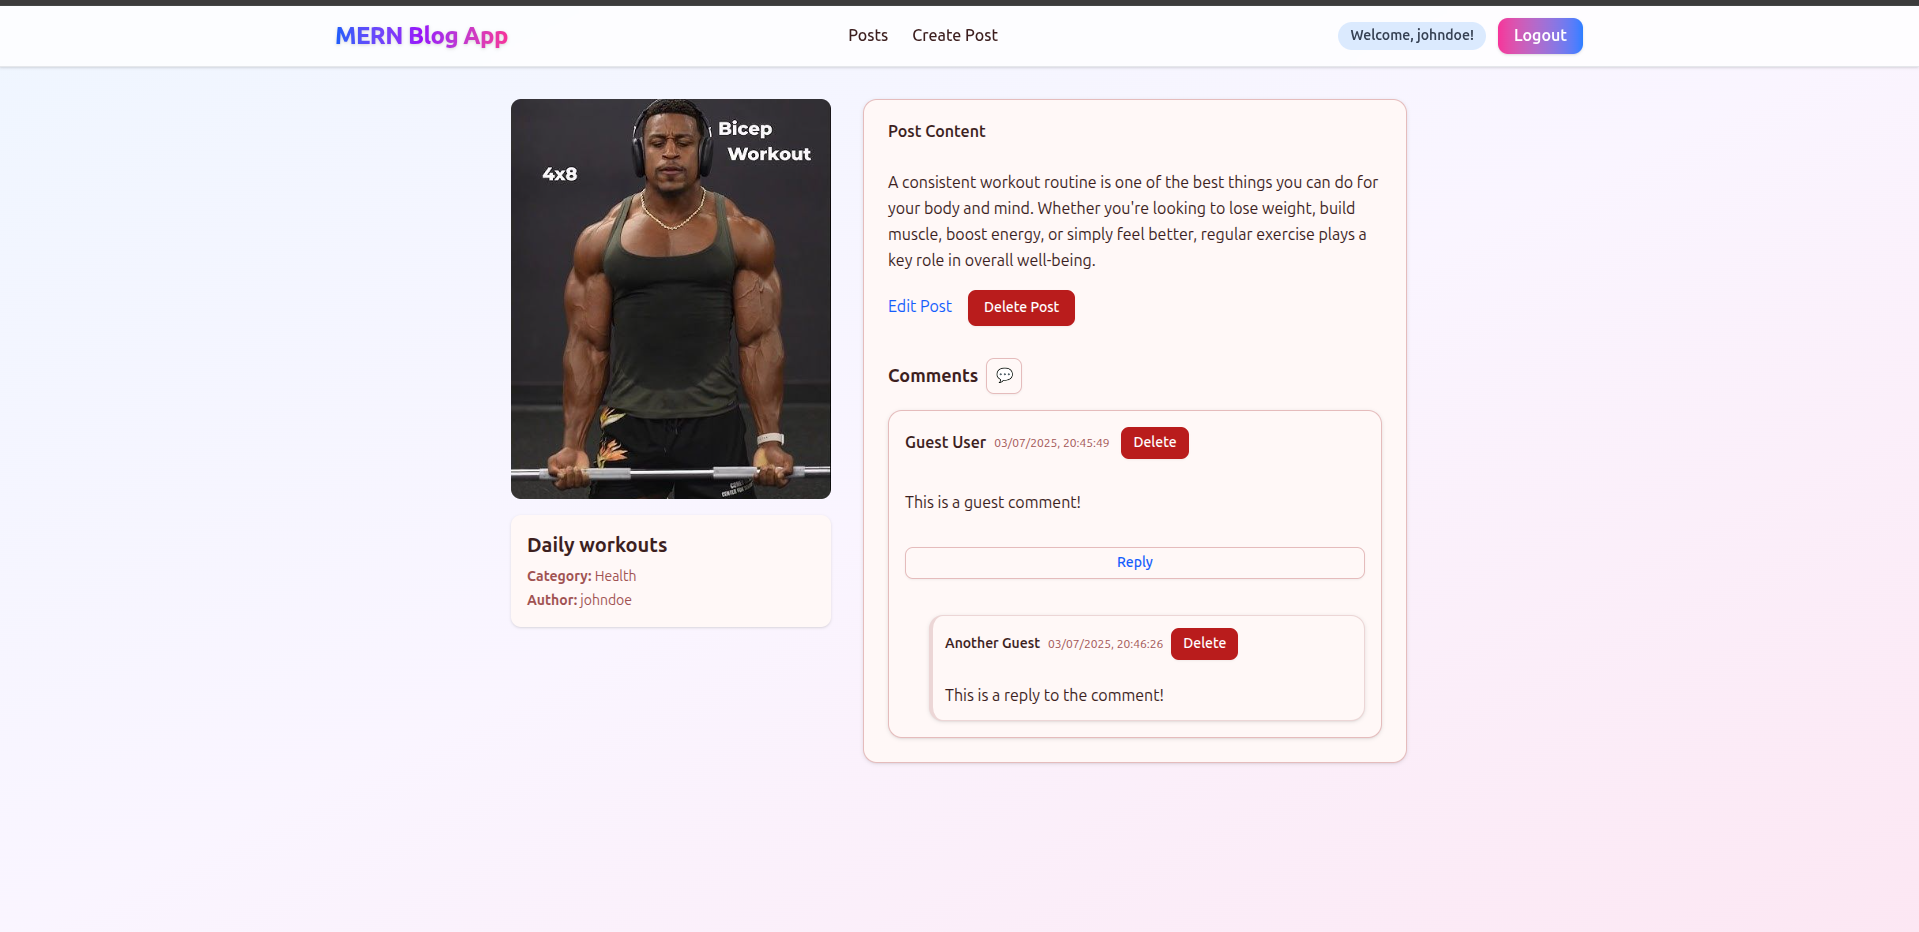 MERN Blog App
Posts
Create Post
Welcome, johndoe!
Logout
Bicep
Workout
4x8
Daily workouts
Category: Health
Author: johndoe
Post Content
A consistent workout routine is one of the best things you can do for
your body and mind. Whether you're looking to lose weight, build
muscle, boost energy, or simply feel better, regular exercise plays a
key role in overall well-being.
Edit Post
Delete Post
Comments
Guest User 03/07/2025, 20:45:49 Delete
This is a guest comment!
Reply
Another Guest 03/07/2025, 20:46:26 Delete
This is a reply to the comment!